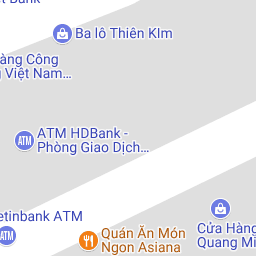 Bank
Ba lô Thiên KIm
àng Công
g Việt Nam…
ATM HDBank -
Phòng Giao Dịch…
etinbank ATM
Quán Ăn Món
Ngon Asiana
Cửa Hàng
Quang Mi